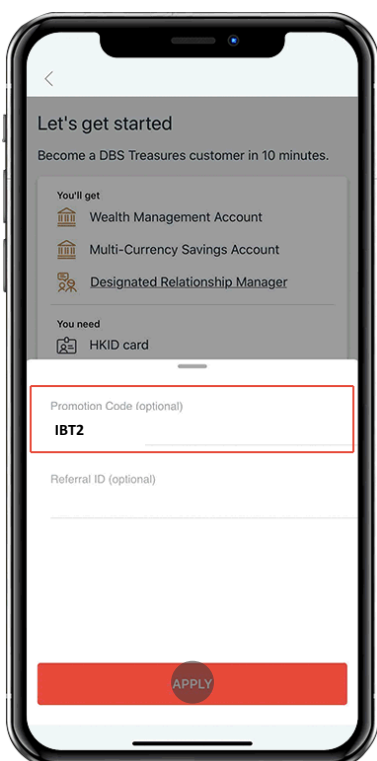 Let's get started
Become a DBS Treasures customer in 10 minutes.
You'll get
Wealth Management Account
Multi-Currency Savings Account
Designated Relationship Manager
You need
HKID card
Promotion Code (optional)
IBT2
Referral ID (optional)
APPLY